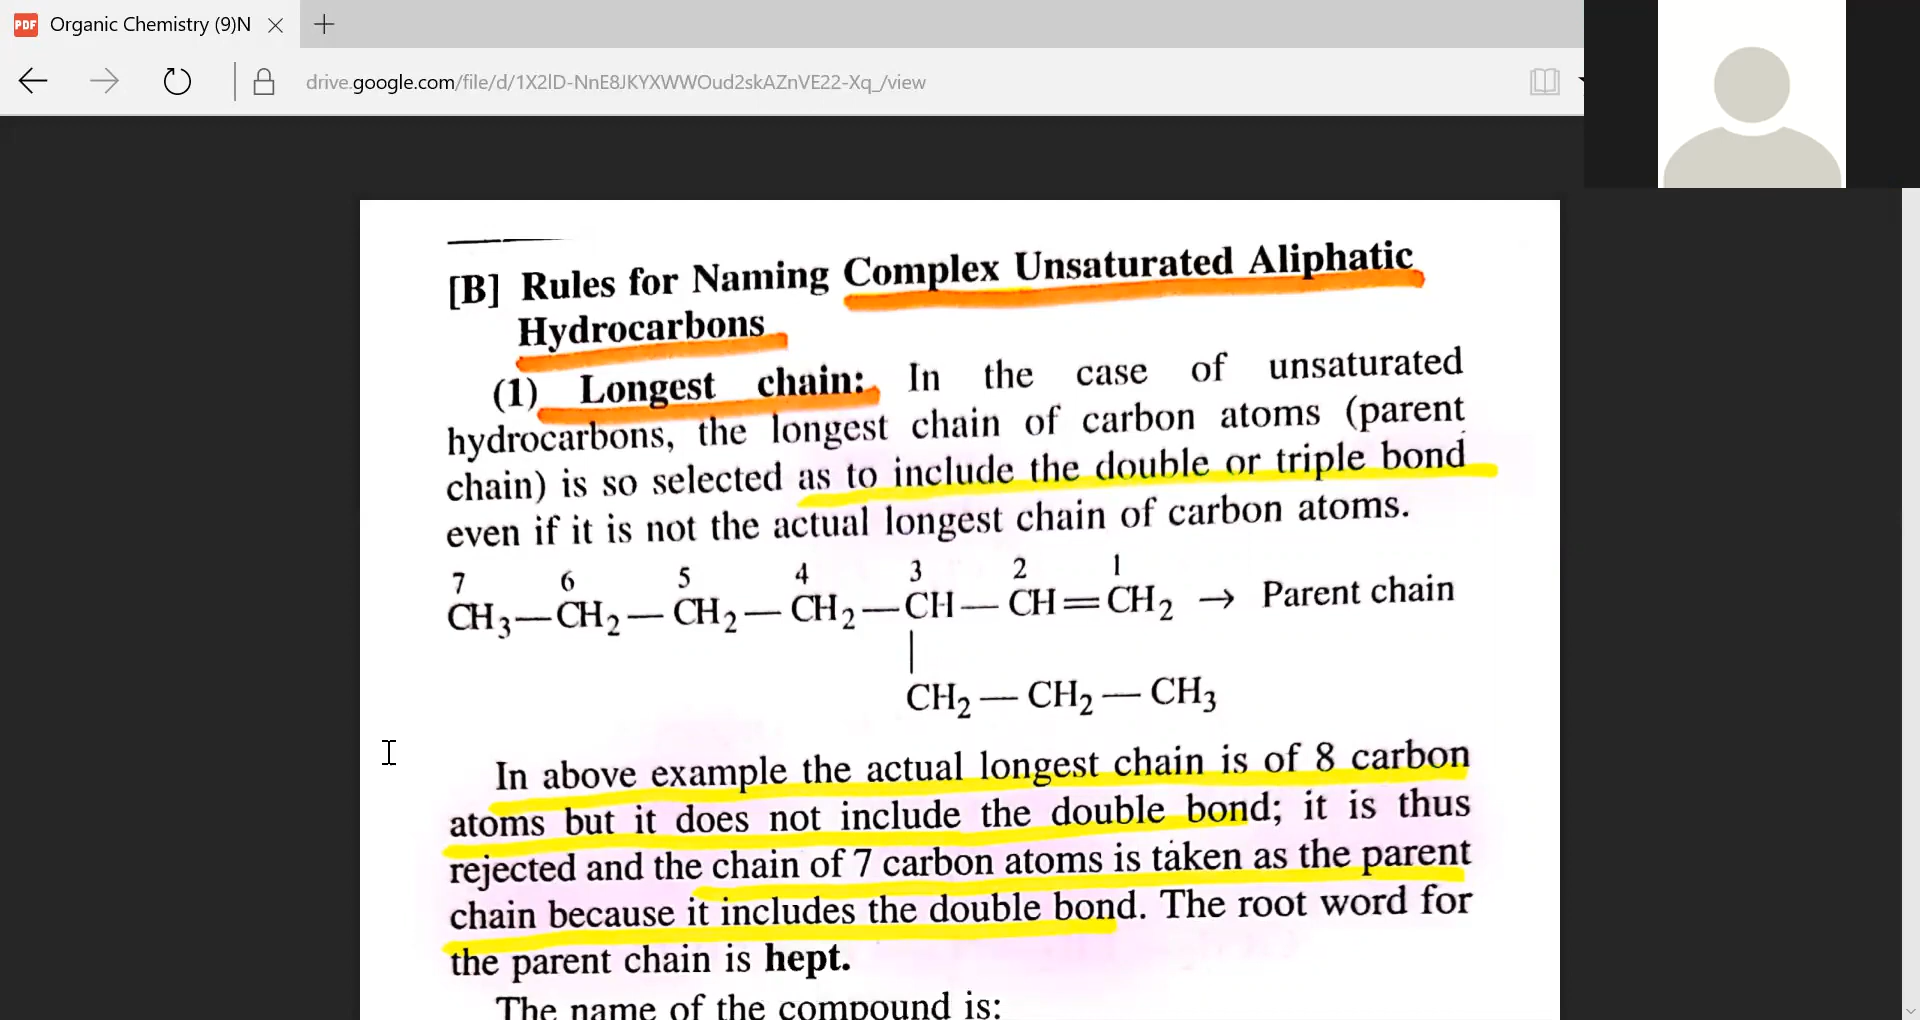 PDF Organic Chemistry (9)N
drive.google.com/file/d/1X2lD-NnE8JKYXWWOud2skAZnVE22-Xq_/view
[B] Rules for Naming Complex Unsaturated Aliphatic
Hydrocarbons
(1) Longest chain: In the case of unsaturated
hydrocarbons, the longest chain of carbon atoms (parent
chain) is so selected as to include the double or triple bond
even if it is not the actual longest chain of carbon atoms.
7 6 5 4 3 2 1
CH₃—CH₂—CH₂—CH₂—CH—CH=CH₂ → Parent chain
|
CH₂—CH₂—CH₃
In above example the actual longest chain is of 8 carbon
atoms but it does not include the double bond; it is thus
rejected and the chain of 7 carbon atoms is taken as the parent
chain because it includes the double bond. The root word for
the parent chain is hept.
The name of the compound is: